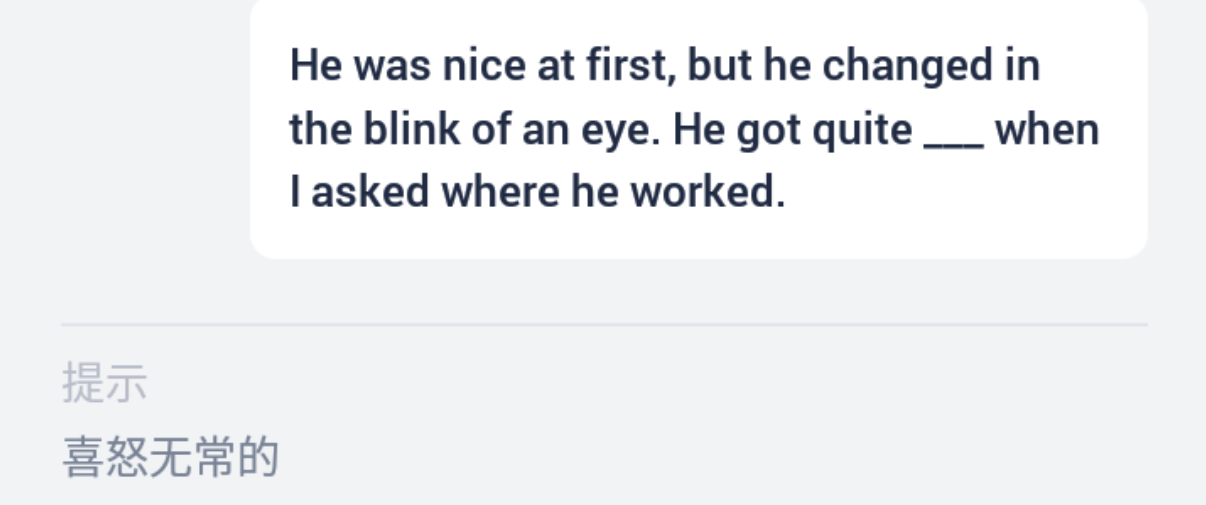 He was nice at first, but he changed in
the blink of an eye. He got quite ___ when
I asked where he worked.
提示
喜怒无常的